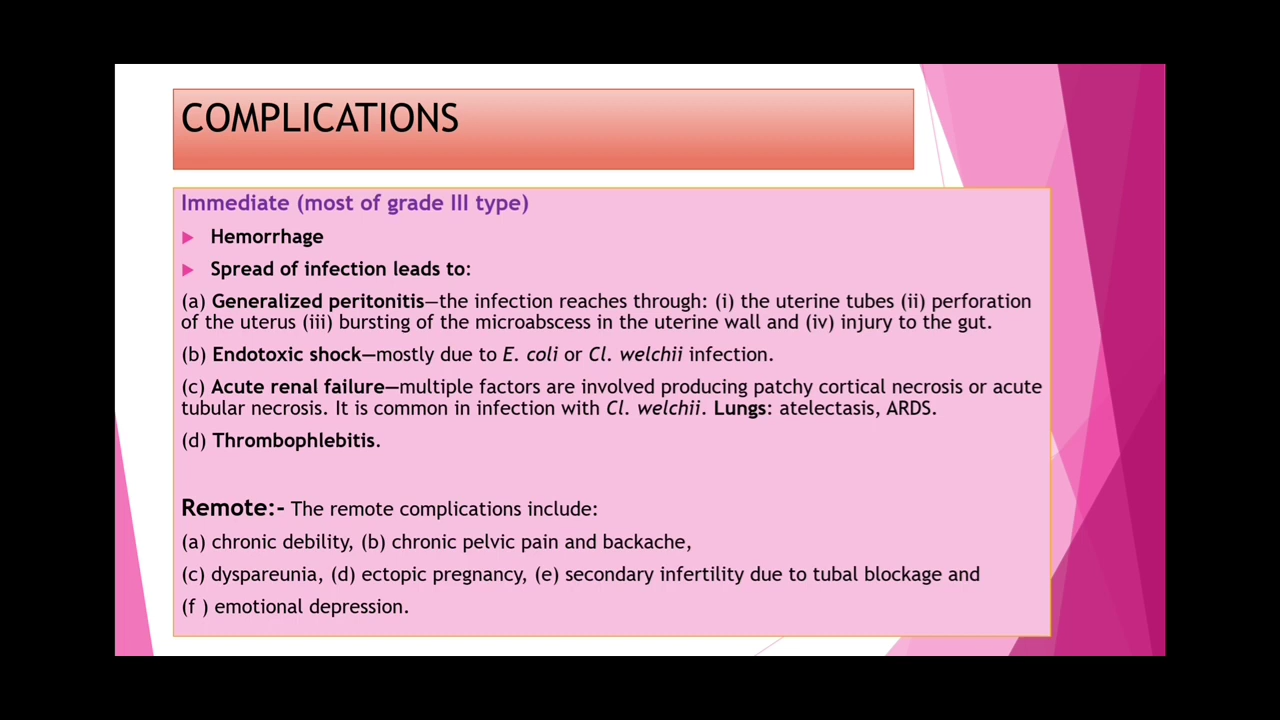 COMPLICATIONS
Immediate (most of grade III type)
Hemorrhage
Spread of infection leads to:
(a) Generalized peritonitis—the infection reaches through: (i) the uterine tubes (ii) perforation
of the uterus (iii) bursting of the microabscess in the uterine wall and (iv) injury to the gut.
(b) Endotoxic shock—mostly due to E. coli or Cl. welchii infection.
(c) Acute renal failure—multiple factors are involved producing patchy cortical necrosis or acute
tubular necrosis. It is common in infection with Cl. welchii. Lungs: atelectasis, ARDS.
(d) Thrombophlebitis.
Remote:- The remote complications include:
(a) chronic debility, (b) chronic pelvic pain and backache,
(c) dyspareunia, (d) ectopic pregnancy, (e) secondary infertility due to tubal blockage and
(f ) emotional depression.